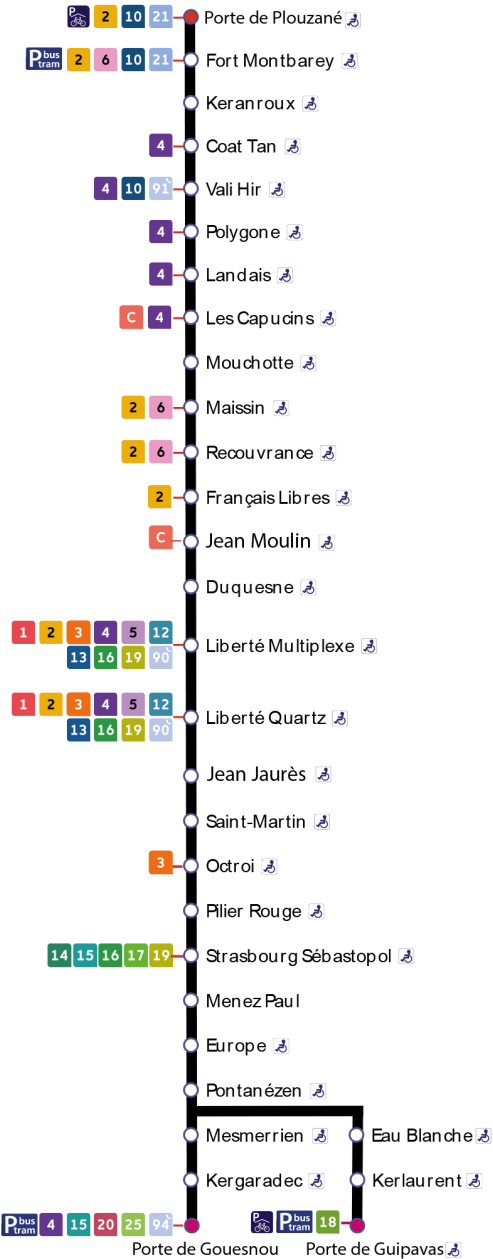 P 2 10 21 Porte de Plouzané
P bus tram 2 6 10 21 Fort Montbarey
Keranroux
4 Coat Tan
4 10 91 Vali Hir
4 Polygone
4 Landais
C 4 Les Capucins
Mouchotte
2 6 Maissin
2 6 Recouvrance
2 Français Libres
C Jean Moulin
Duquesne
1 2 3 4 5 12
13 16 19 90 Liberté Multiplexe
1 2 3 4 5 12
13 16 19 90 Liberté Quartz
Jean Jaurès
Saint-Martin
3 Octroi
Pilier Rouge
14 15 16 17 19 Strasbourg Sébastopol
Menez Paul
Europe
Pontanézen
Mesmerrien Eau Blanche
Kergaradec Kerlaurent
P bus tram 4 15 20 25 94 P P bus tram 18
Porte de Gouesnou Porte de Guipavas